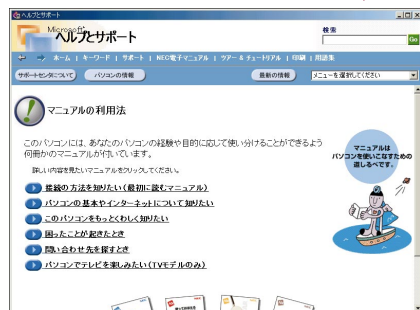 ヘルプとサポート
Microsoft
ヘルプとサポート
検索
Go
ホーム | キーワード | サポート | NEC電子マニュアル | ツアー & チュートリアル | 印刷 | 用語集
サポートセンタについて
パソコンの情報
最新の情報
メニューを選択してください
マニュアルの利用法
このパソコンには、あなたのパソコンの経験や目的に応じて使い分けることができるよう
何冊かのマニュアルが付いています。
詳しい内容を見たいマニュアルをクリックしてください。
接続の方法を知りたい(最初に読むマニュアル)
パソコンの基本やインターネットについて知りたい
このパソコンをもっとくわしく知りたい
困ったことが起きたとき
問い合わせ先を探すとき
パソコンでテレビを楽しみたい(TVモデルのみ)
マニュアルは
パソコンを使いこなすための
道しるべです。